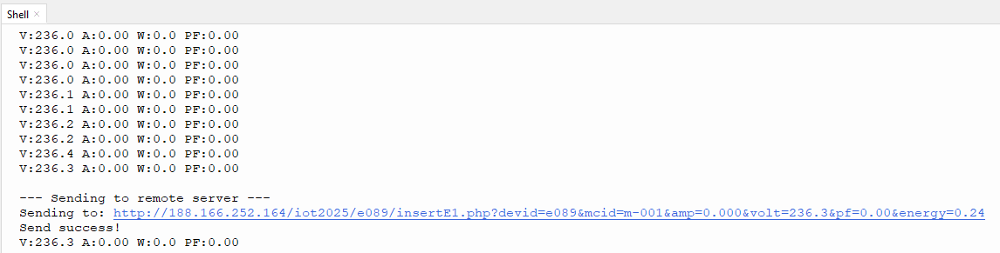 Shell ×
V:236.0 A:0.00 W:0.0 PF:0.00
V:236.0 A:0.00 W:0.0 PF:0.00
V:236.0 A:0.00 W:0.0 PF:0.00
V:236.0 A:0.00 W:0.0 PF:0.00
V:236.1 A:0.00 W:0.0 PF:0.00
V:236.1 A:0.00 W:0.0 PF:0.00
V:236.2 A:0.00 W:0.0 PF:0.00
V:236.2 A:0.00 W:0.0 PF:0.00
V:236.4 A:0.00 W:0.0 PF:0.00
V:236.3 A:0.00 W:0.0 PF:0.00
--- Sending to remote server ---
Sending to: http://188.166.252.164/iot2025/e089/insertE1.php?devid=e089&mcid=m-001&amp=0.000&volt=236.3&pf=0.00&energy=0.24
Send success!
V:236.3 A:0.00 W:0.0 PF:0.00